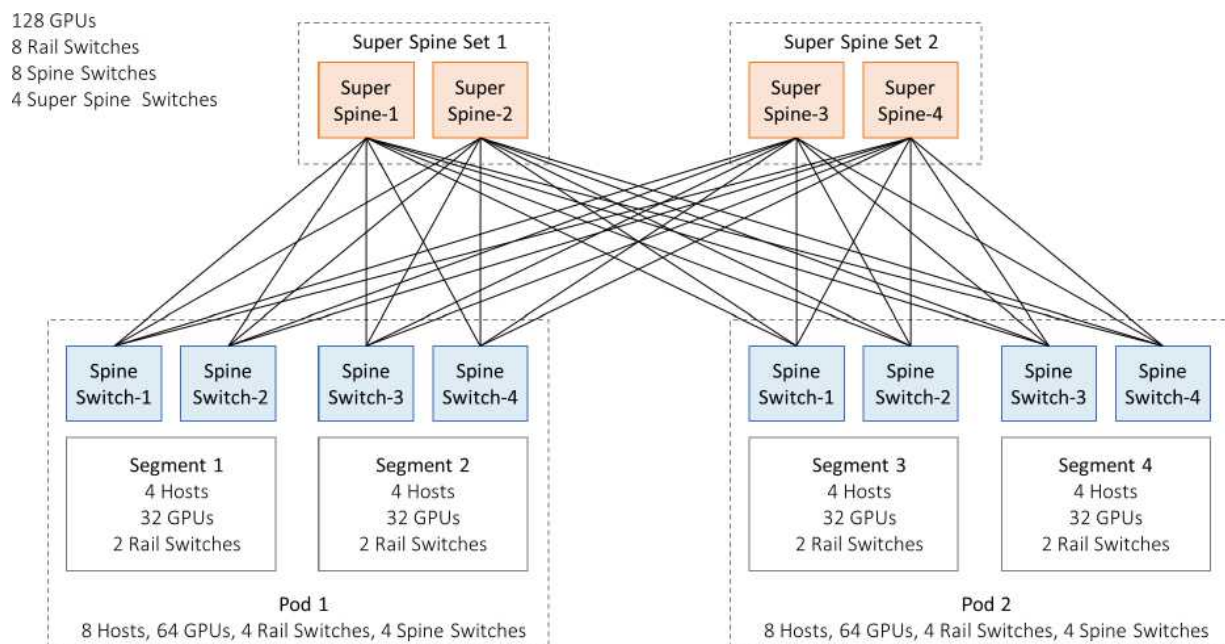 128 GPUs
8 Rail Switches
8 Spine Switches
4 Super Spine Switches
Super Spine Set 1
Super
Spine-1
Super
Spine-2
Super Spine Set 2
Super
Spine-3
Super
Spine-4
Spine
Switch-1
Spine
Switch-2
Spine
Switch-3
Spine
Switch-4
Segment 1
4 Hosts
32 GPUs
2 Rail Switches
Segment 2
4 Hosts
32 GPUs
2 Rail Switches
Pod 1
8 Hosts, 64 GPUs, 4 Rail Switches, 4 Spine Switches
Spine
Switch-1
Spine
Switch-2
Spine
Switch-3
Spine
Switch-4
Segment 3
4 Hosts
32 GPUs
2 Rail Switches
Segment 4
4 Hosts
32 GPUs
2 Rail Switches
Pod 2
8 Hosts, 64 GPUs, 4 Rail Switches, 4 Spine Switches